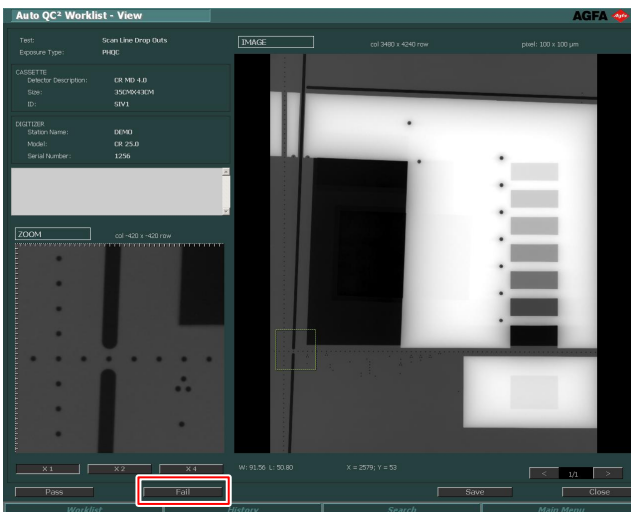 Auto QC² Worklist - View
AGFA
Agfa
Test: Scan Line Drop Outs
Exposure Type: PHQC
CASSETTE
Detector Description: CR MD 4.0
Size: 35CMX43CM
ID: SIV1
DIGITIZER
Station Name: DEMO
Model: CR 25.0
Serial Number: 1256
IMAGE
col 3480 x 4240 row
pixel: 100 x 100 µm
ZOOM
col -420 x -420 row
X 1
X 2
X 4
W: 91.56 L: 50.80
X = 2579; Y = 53
<
1/1
>
Pass
Fail
Save
Close
Worklist
History
Search
Main Menu